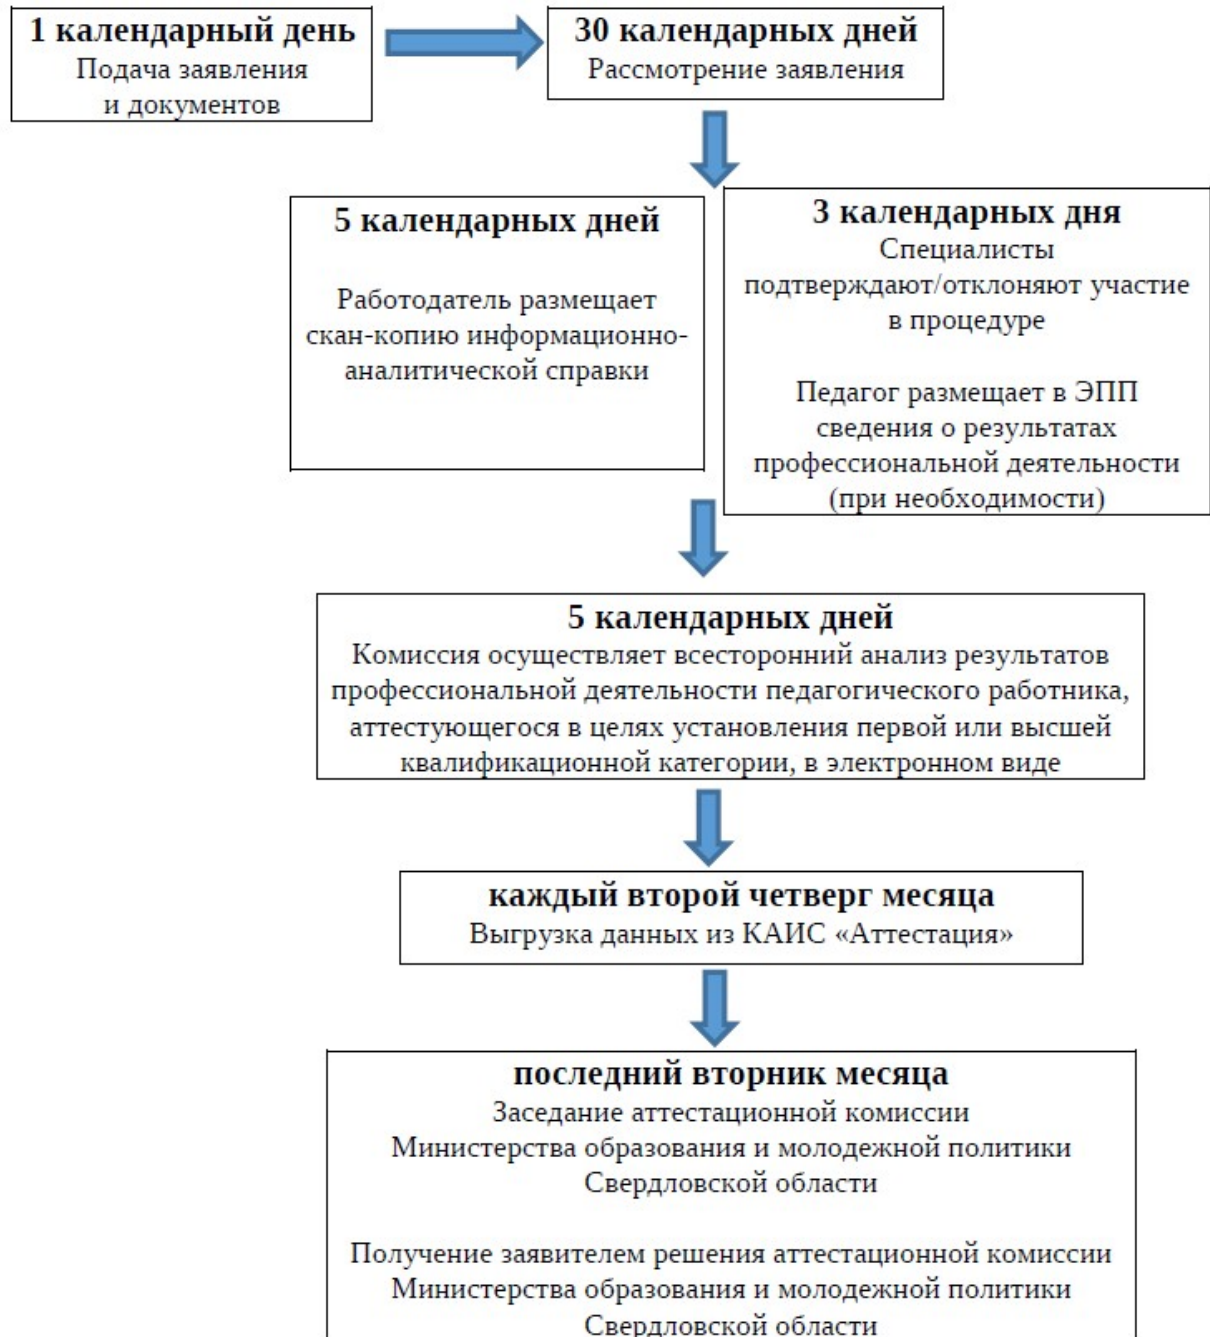 1 календарный день
Подача заявления
и документов
30 календарных дней
Рассмотрение заявления
5 календарных дней
Работодатель размещает
скан-копию информационно-
аналитической справки
3 календарных дня
Специалисты
подтверждают/отклоняют участие
в процедуре
Педагог размещает в ЭПП
сведения о результатах
профессиональной деятельности
(при необходимости)
5 календарных дней
Комиссия осуществляет всесторонний анализ результатов
профессиональной деятельности педагогического работника,
аттестующегося в целях установления первой или высшей
квалификационной категории, в электронном виде
каждый второй четверг месяца
Выгрузка данных из КАИС «Аттестация»
последний вторник месяца
Заседание аттестационной комиссии
Министерства образования и молодежной политики
Свердловской области
Получение заявителем решения аттестационной комиссии
Министерства образования и молодежной политики
Свердловской области